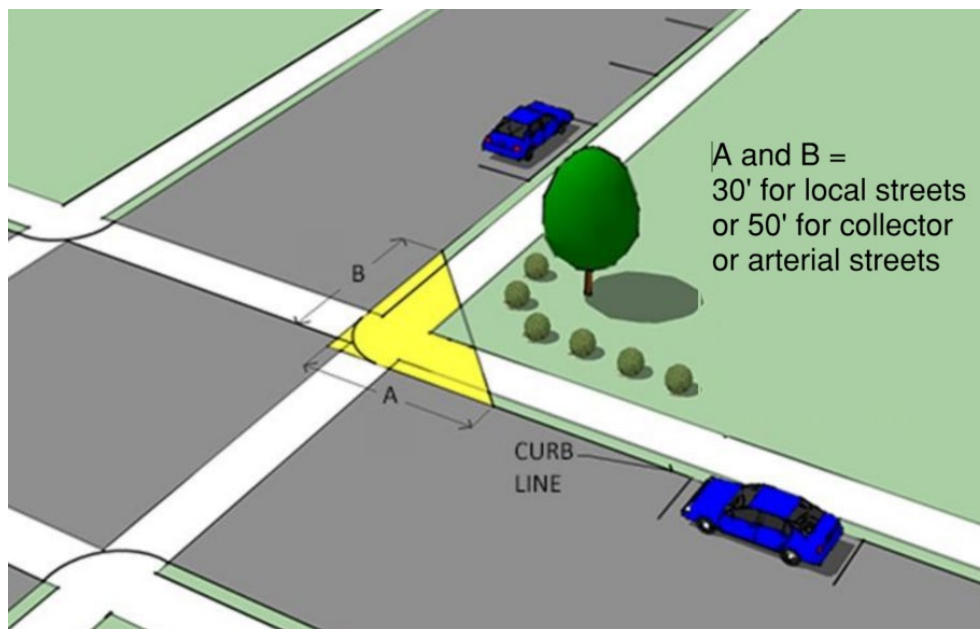 A and B =
30' for local streets
or 50' for collector
or arterial streets
B
A
CURB
LINE